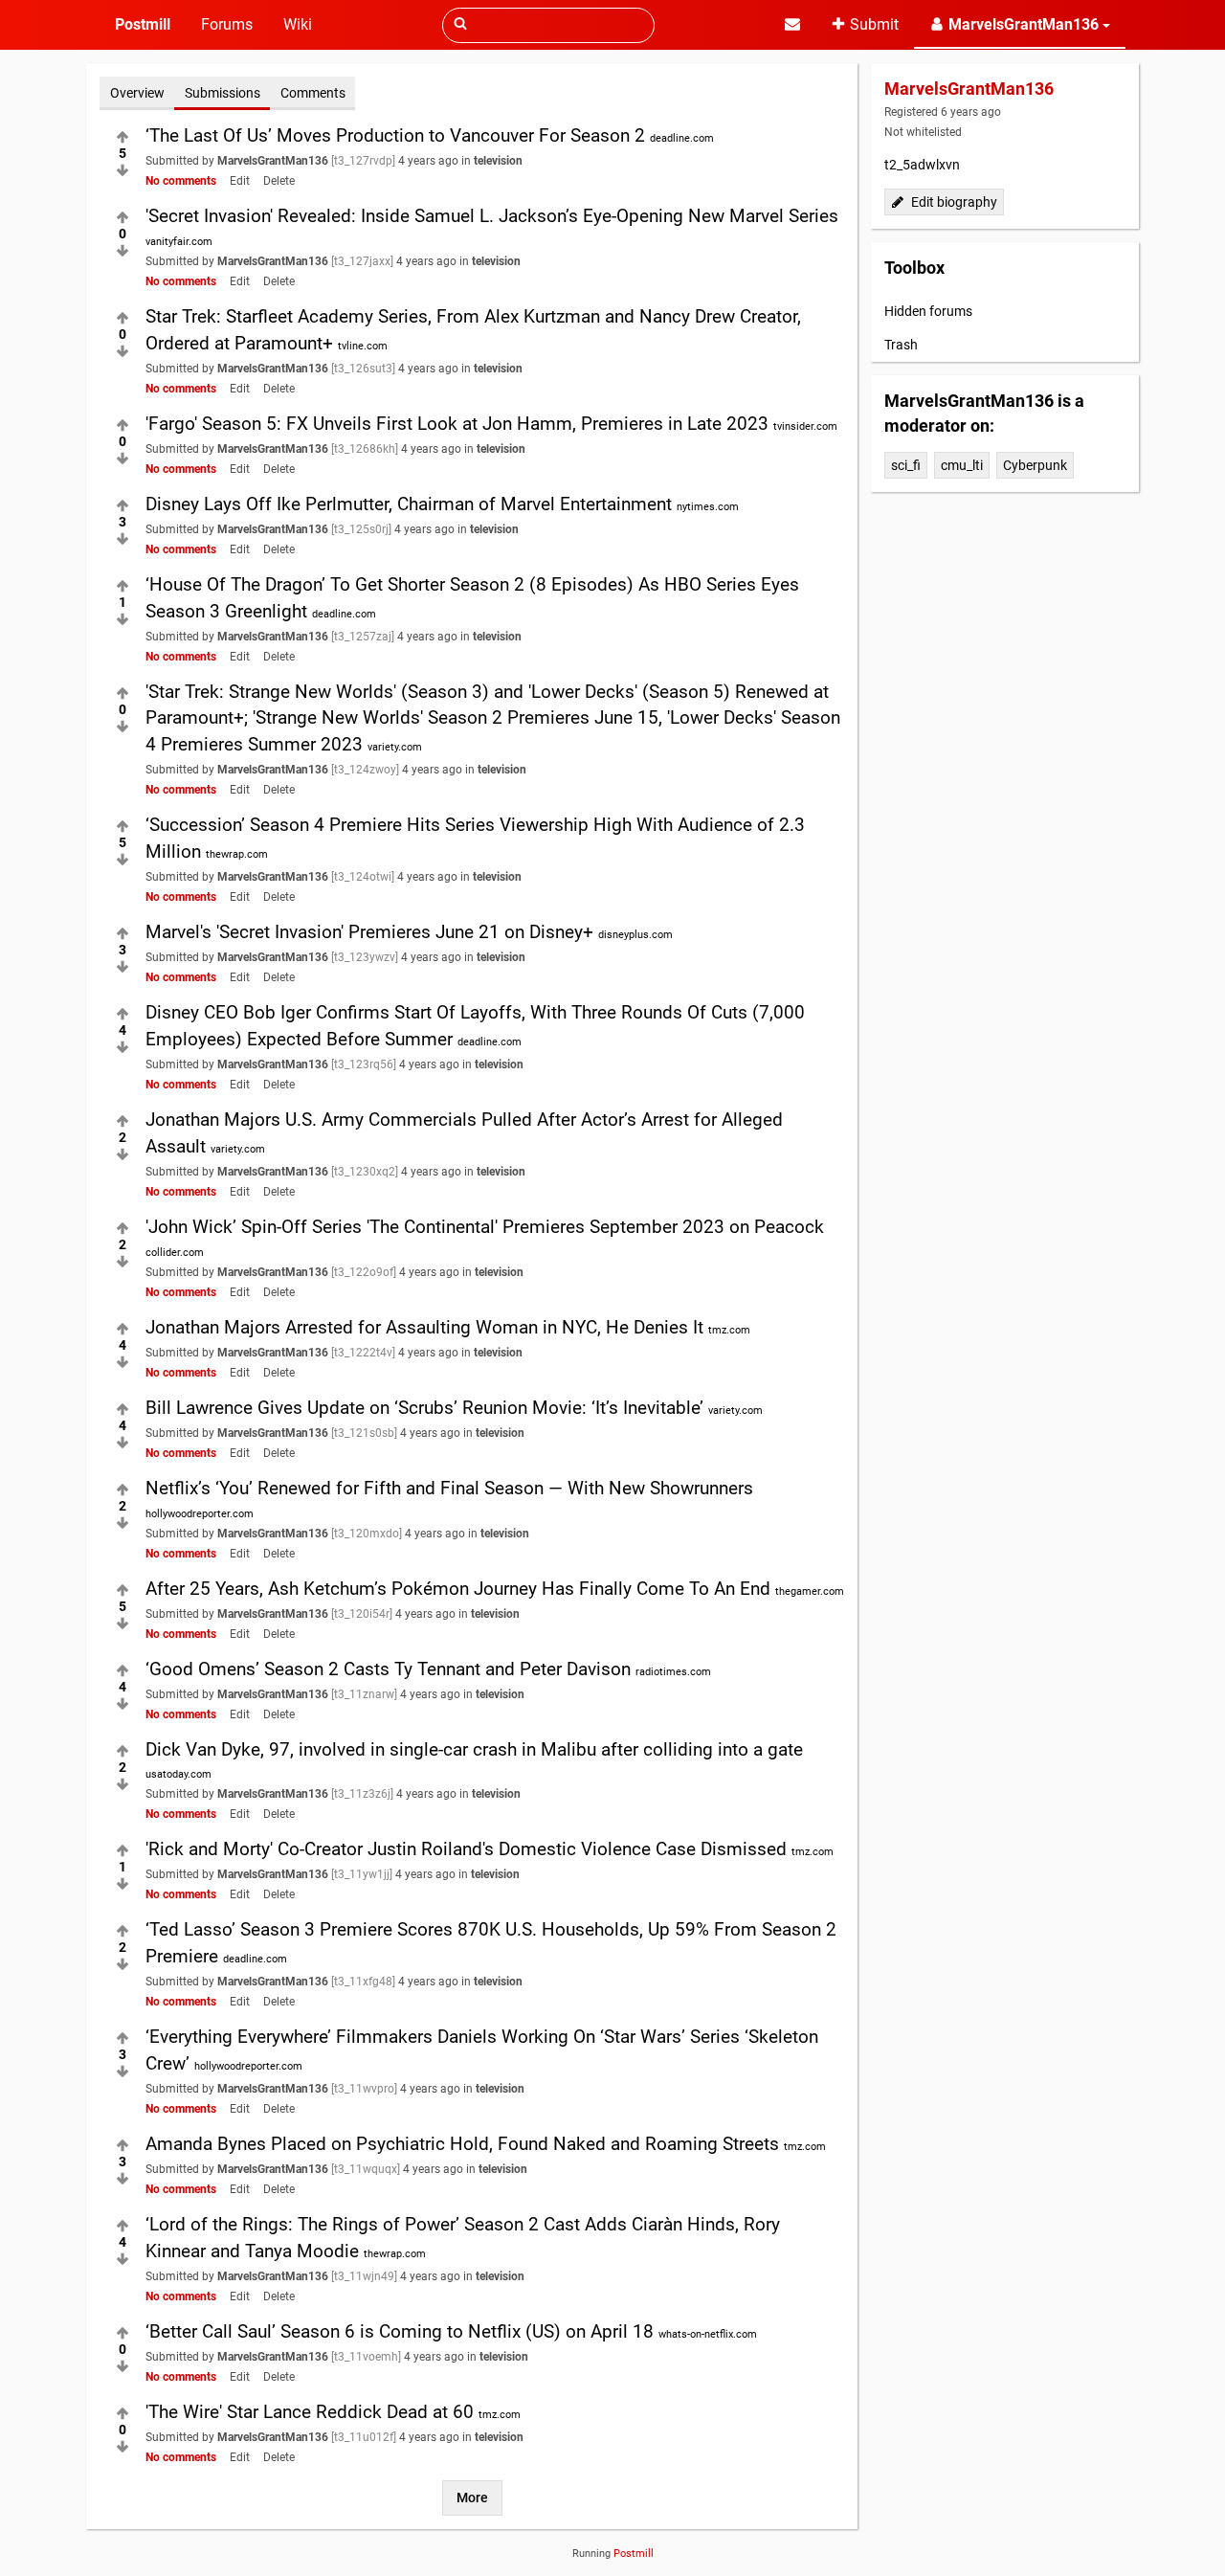 Postmill Forums Wiki Submit MarvelsGrantMan136
Overview Submissions Comments
‘The Last Of Us’ Moves Production to Vancouver For Season 2 deadline.com
5
Submitted by MarvelsGrantMan136 [t3_127rvdp] 4 years ago in television
No comments Edit Delete
'Secret Invasion' Revealed: Inside Samuel L. Jackson’s Eye-Opening New Marvel Series
0
vanityfair.com
Submitted by MarvelsGrantMan136 [t3_127jaxx] 4 years ago in television
No comments Edit Delete
Star Trek: Starfleet Academy Series, From Alex Kurtzman and Nancy Drew Creator,
0
Ordered at Paramount+ tvline.com
Submitted by MarvelsGrantMan136 [t3_126sut3] 4 years ago in television
No comments Edit Delete
'Fargo' Season 5: FX Unveils First Look at Jon Hamm, Premieres in Late 2023 tvinsider.com
0
Submitted by MarvelsGrantMan136 [t3_12686kh] 4 years ago in television
No comments Edit Delete
Disney Lays Off Ike Perlmutter, Chairman of Marvel Entertainment nytimes.com
3
Submitted by MarvelsGrantMan136 [t3_125s0rj] 4 years ago in television
No comments Edit Delete
‘House Of The Dragon’ To Get Shorter Season 2 (8 Episodes) As HBO Series Eyes
1
Season 3 Greenlight deadline.com
Submitted by MarvelsGrantMan136 [t3_1257zaj] 4 years ago in television
No comments Edit Delete
'Star Trek: Strange New Worlds' (Season 3) and 'Lower Decks' (Season 5) Renewed at
0
Paramount+; 'Strange New Worlds' Season 2 Premieres June 15, 'Lower Decks' Season
4 Premieres Summer 2023 variety.com
Submitted by MarvelsGrantMan136 [t3_124zwoy] 4 years ago in television
No comments Edit Delete
‘Succession’ Season 4 Premiere Hits Series Viewership High With Audience of 2.3
5
Million thewrap.com
Submitted by MarvelsGrantMan136 [t3_124otwi] 4 years ago in television
No comments Edit Delete
Marvel's 'Secret Invasion' Premieres June 21 on Disney+ disneyplus.com
3
Submitted by MarvelsGrantMan136 [t3_123ywzv] 4 years ago in television
No comments Edit Delete
Disney CEO Bob Iger Confirms Start Of Layoffs, With Three Rounds Of Cuts (7,000
4
Employees) Expected Before Summer deadline.com
Submitted by MarvelsGrantMan136 [t3_123rq56] 4 years ago in television
No comments Edit Delete
Jonathan Majors U.S. Army Commercials Pulled After Actor’s Arrest for Alleged
2
Assault variety.com
Submitted by MarvelsGrantMan136 [t3_1230xq2] 4 years ago in television
No comments Edit Delete
'John Wick’ Spin-Off Series 'The Continental' Premieres September 2023 on Peacock
2
collider.com
Submitted by MarvelsGrantMan136 [t3_122o9of] 4 years ago in television
No comments Edit Delete
Jonathan Majors Arrested for Assaulting Woman in NYC, He Denies It tmz.com
4
Submitted by MarvelsGrantMan136 [t3_1222t4v] 4 years ago in television
No comments Edit Delete
Bill Lawrence Gives Update on ‘Scrubs’ Reunion Movie: ‘It’s Inevitable’ variety.com
4
Submitted by MarvelsGrantMan136 [t3_121s0sb] 4 years ago in television
No comments Edit Delete
Netflix’s ‘You’ Renewed for Fifth and Final Season — With New Showrunners
2
hollywoodreporter.com
Submitted by MarvelsGrantMan136 [t3_120mxdo] 4 years ago in television
No comments Edit Delete
After 25 Years, Ash Ketchum’s Pokémon Journey Has Finally Come To An End thegamer.com
5
Submitted by MarvelsGrantMan136 [t3_120i54r] 4 years ago in television
No comments Edit Delete
‘Good Omens’ Season 2 Casts Ty Tennant and Peter Davison radiotimes.com
4
Submitted by MarvelsGrantMan136 [t3_11znarw] 4 years ago in television
No comments Edit Delete
Dick Van Dyke, 97, involved in single-car crash in Malibu after colliding into a gate
2
usatoday.com
Submitted by MarvelsGrantMan136 [t3_11z3z6j] 4 years ago in television
No comments Edit Delete
'Rick and Morty' Co-Creator Justin Roiland's Domestic Violence Case Dismissed tmz.com
1
Submitted by MarvelsGrantMan136 [t3_11yw1jj] 4 years ago in television
No comments Edit Delete
‘Ted Lasso’ Season 3 Premiere Scores 870K U.S. Households, Up 59% From Season 2
2
Premiere deadline.com
Submitted by MarvelsGrantMan136 [t3_11xfg48] 4 years ago in television
No comments Edit Delete
‘Everything Everywhere’ Filmmakers Daniels Working On ‘Star Wars’ Series ‘Skeleton
3
Crew’ hollywoodreporter.com
Submitted by MarvelsGrantMan136 [t3_11wvpro] 4 years ago in television
No comments Edit Delete
Amanda Bynes Placed on Psychiatric Hold, Found Naked and Roaming Streets tmz.com
3
Submitted by MarvelsGrantMan136 [t3_11wquqx] 4 years ago in television
No comments Edit Delete
‘Lord of the Rings: The Rings of Power’ Season 2 Cast Adds Ciaràn Hinds, Rory
4
Kinnear and Tanya Moodie thewrap.com
Submitted by MarvelsGrantMan136 [t3_11wjn49] 4 years ago in television
No comments Edit Delete
‘Better Call Saul’ Season 6 is Coming to Netflix (US) on April 18 whats-on-netflix.com
0
Submitted by MarvelsGrantMan136 [t3_11voemh] 4 years ago in television
No comments Edit Delete
'The Wire' Star Lance Reddick Dead at 60 tmz.com
0
Submitted by MarvelsGrantMan136 [t3_11u012f] 4 years ago in television
No comments Edit Delete
More
MarvelsGrantMan136
Registered 6 years ago
Not whitelisted
t2_5adwlxvn
Edit biography
Toolbox
Hidden forums
Trash
MarvelsGrantMan136 is a
moderator on:
sci_fi cmu_lti Cyberpunk
Running Postmill